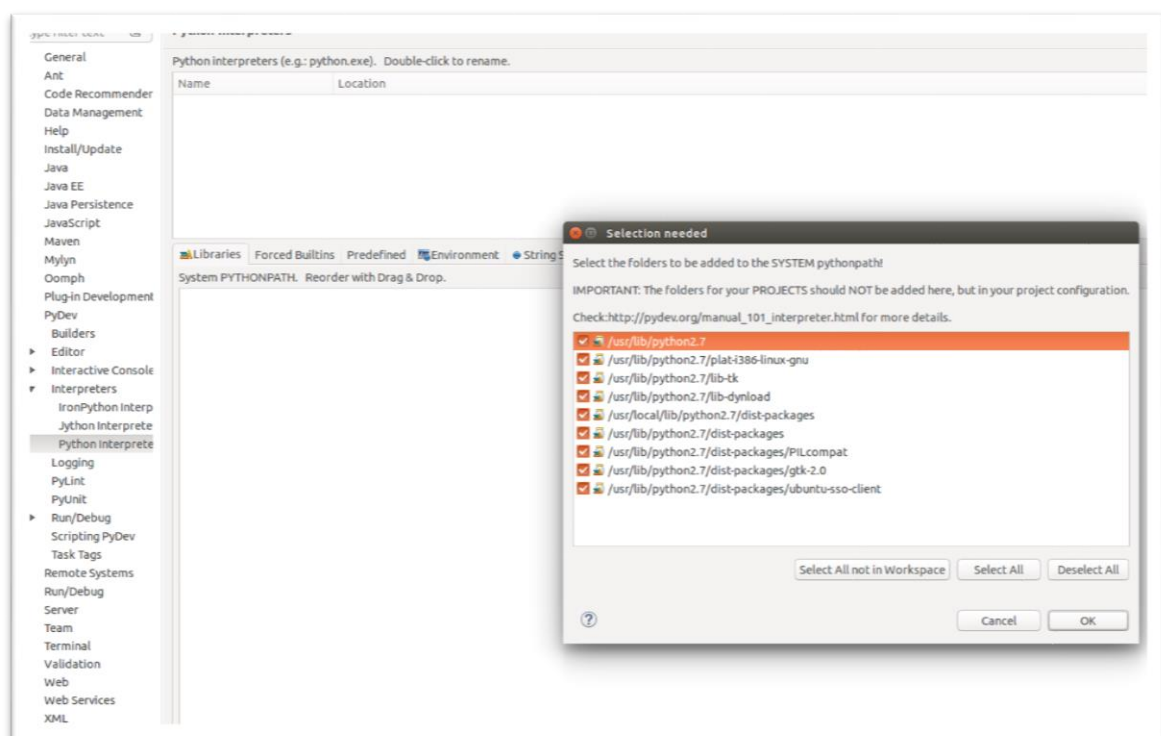 General
Ant
Code Recommender
Data Management
Help
Install/Update
Java
Java EE
Java Persistence
JavaScript
Maven
Mylyn
Oomph
Plug-in Development
PyDev
Builders
Editor
Interactive Console
Interpreters
IronPython Interp
Jython Interprete
Python Interprete
Logging
PyLint
PyUnit
Run/Debug
Scripting PyDev
Task Tags
Remote Systems
Run/Debug
Server
Team
Terminal
Validation
Web
Web Services
XML
Python interpreters (e.g.: python.exe). Double-click to rename.
Name Location
Libraries Forced Builtins Predefined Environment String S
System PYTHONPATH. Reorder with Drag & Drop.
Selection needed
Select the folders to be added to the SYSTEM pythonpath!
IMPORTANT: The folders for your PROJECTS should NOT be added here, but in your project configuration.
Check:http://pydev.org/manual_101_interpreter.html for more details.
/usr/lib/python2.7
/usr/lib/python2.7/plat-i386-linux-gnu
/usr/lib/python2.7/lib-tk
/usr/lib/python2.7/lib-dynload
/usr/local/lib/python2.7/dist-packages
/usr/lib/python2.7/dist-packages
/usr/lib/python2.7/dist-packages/PILcompat
/usr/lib/python2.7/dist-packages/gtk-2.0
/usr/lib/python2.7/dist-packages/ubuntu-sso-client
Select All not in Workspace Select All Deselect All
Cancel OK